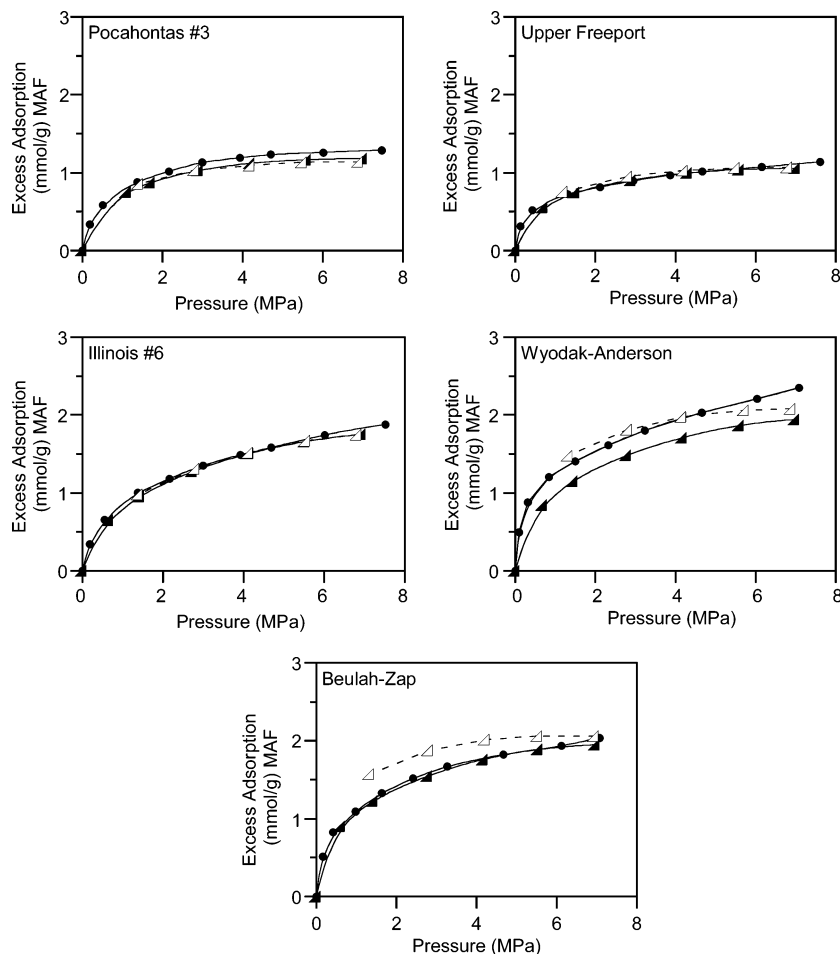 Pocahontas #3
Excess Adsorption
(mmol/g) MAF
3
2
1
0
0 2 4 6 8
Pressure (MPa)
Upper Freeport
Excess Adsorption
(mmol/g) MAF
3
2
1
0
0 2 4 6 8
Pressure (MPa)
Illinois #6
Excess Adsorption
(mmol/g) MAF
3
2
1
0
0 2 4 6 8
Pressure (MPa)
Wyodak-Anderson
Excess Adsorption
(mmol/g) MAF
3
2
1
0
0 2 4 6 8
Pressure (MPa)
Beulah-Zap
Excess Adsorption
(mmol/g) MAF
3
2
1
0
0 2 4 6 8
Pressure (MPa)